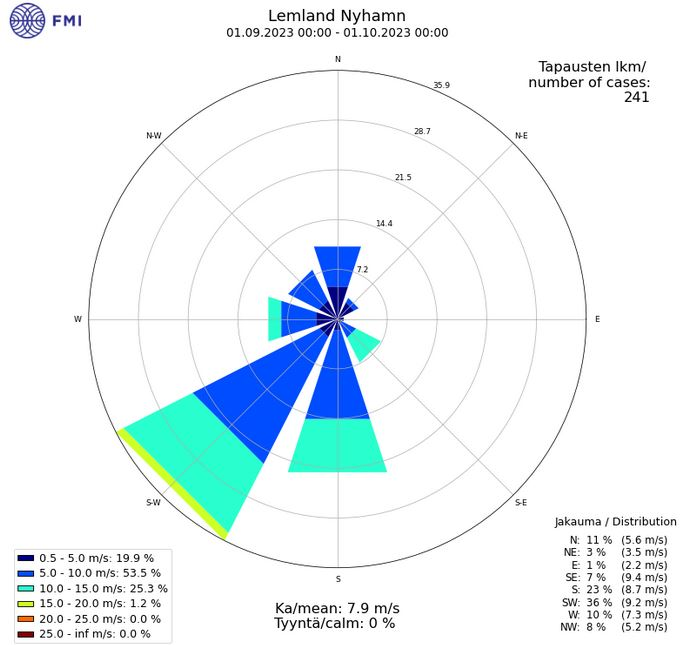 FMI
Lemland Nyhamn
01.09.2023 00:00 - 01.10.2023 00:00
Tapausten lkm/
number of cases:
241
N
35.9
28.7
21.5
14.4
7.2
N-W
N-E
W
E
S-W
S-E
S
0.5 - 5.0 m/s: 19.9 %
5.0 - 10.0 m/s: 53.5 %
10.0 - 15.0 m/s: 25.3 %
15.0 - 20.0 m/s: 1.2 %
20.0 - 25.0 m/s: 0.0 %
25.0 - inf m/s: 0.0 %
Ka/mean: 7.9 m/s
Tyyntä/calm: 0 %
Jakauma / Distribution
N: 11 % (5.6 m/s)
NE: 3 % (3.5 m/s)
E: 1 % (2.2 m/s)
SE: 7 % (9.4 m/s)
S: 23 % (8.7 m/s)
SW: 36 % (9.2 m/s)
W: 10 % (7.3 m/s)
NW: 8 % (5.2 m/s)